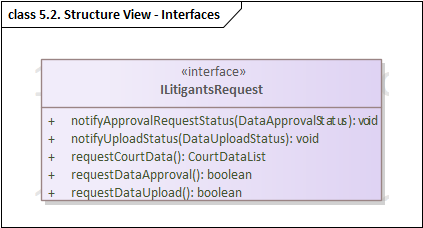 class 5.2. Structure View - Interfaces
«interface»
ILitigantsRequest
+ notifyApprovalRequestStatus(DataApprovalStatus): void
+ notifyUploadStatus(DataUploadStatus): void
+ requestCourtData(): CourtDataList
+ requestDataApproval(): boolean
+ requestDataUpload(): boolean